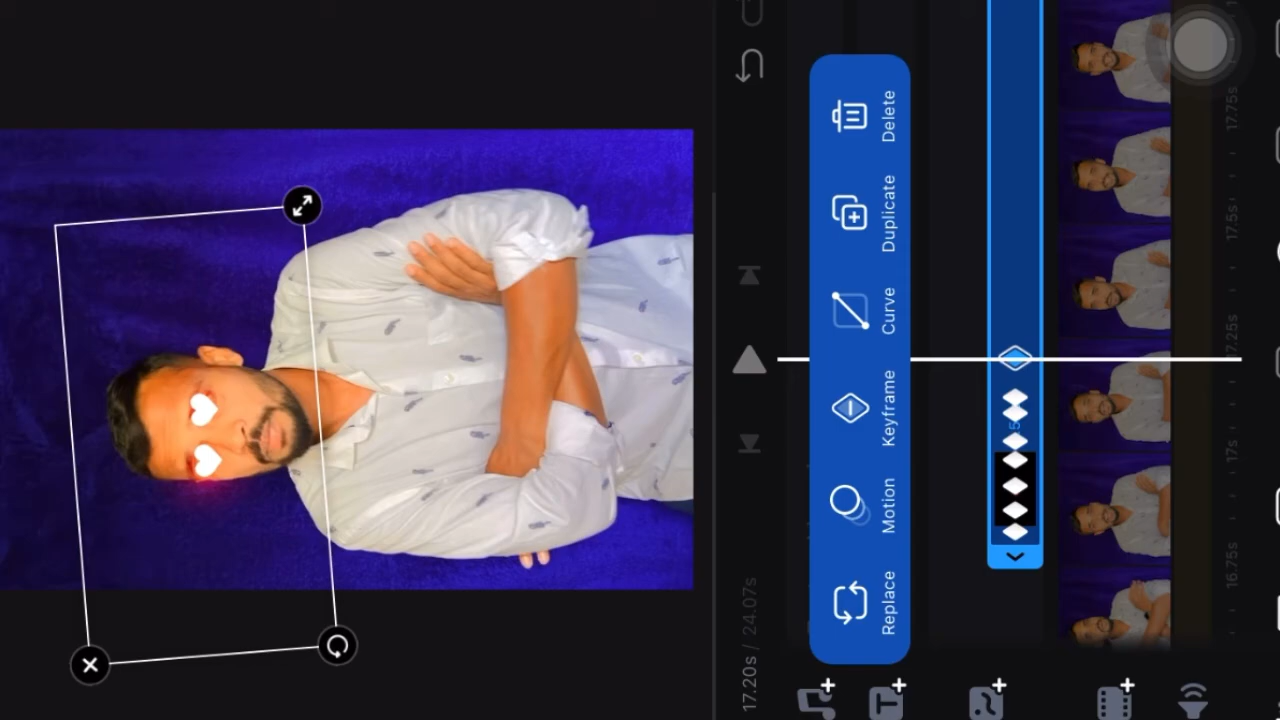 Replace
Motion
Keyframe
Curve
Duplicate
Delete
17.20s / 24.07s
16.75s
17s
17.25s
17.5s
17.75s